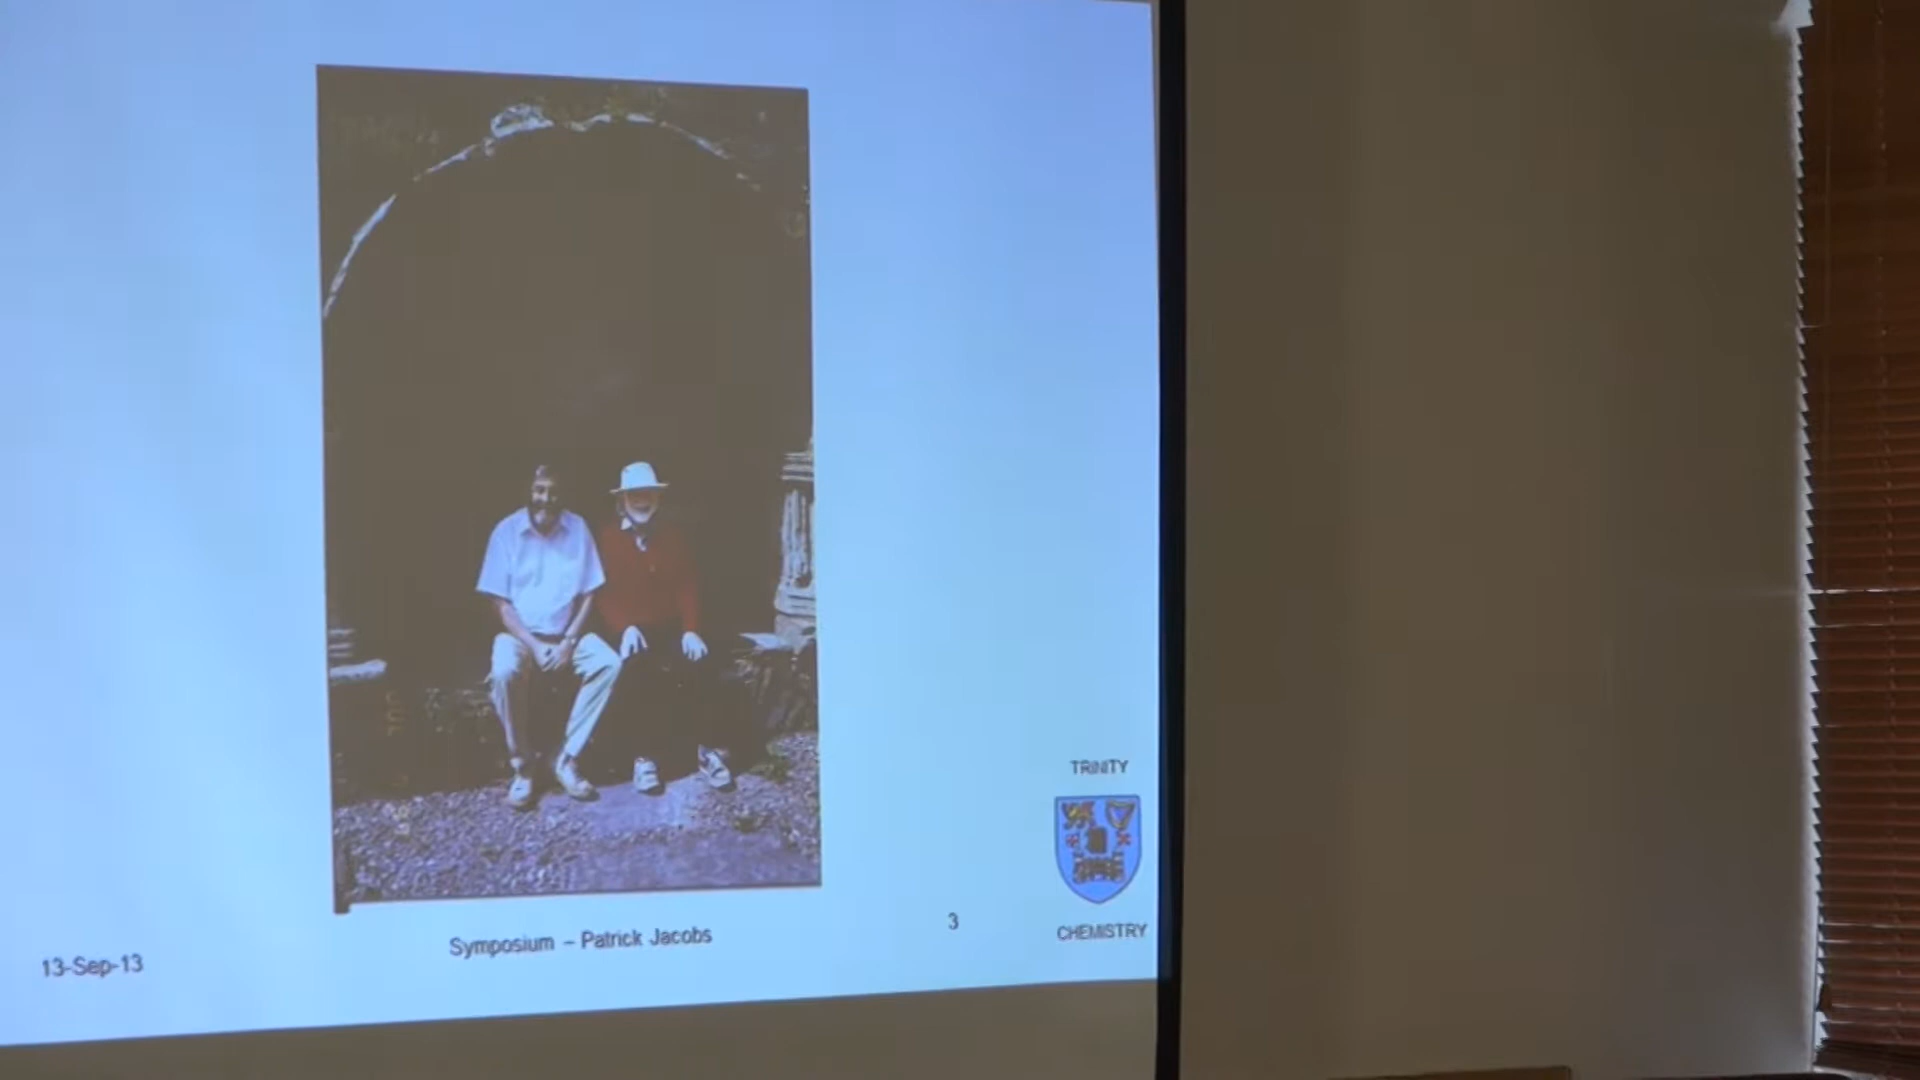 TRINITY
CHEMISTRY
13-Sep-13
Symposium – Patrick Jacobs
3